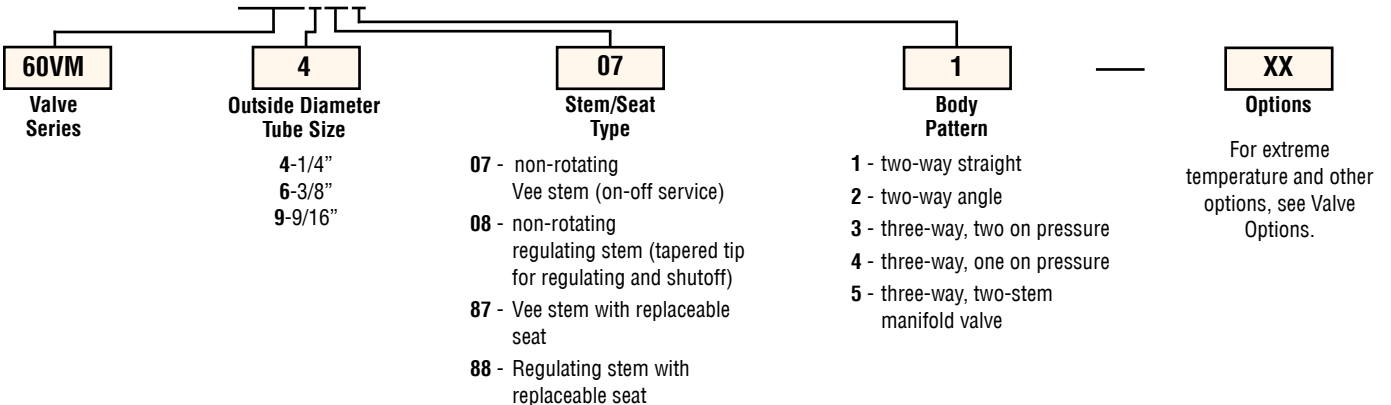 60VM
Valve
Series
4
Outside Diameter
Tube Size
4-1/4”
6-3/8”
9-9/16”
07
Stem/Seat
Type
07 - non-rotating
Vee stem (on-off service)
08 - non-rotating
regulating stem (tapered tip
for regulating and shutoff)
87 - Vee stem with replaceable
seat
88 - Regulating stem with
replaceable seat
1
Body
Pattern
1 - two-way straight
2 - two-way angle
3 - three-way, two on pressure
4 - three-way, one on pressure
5 - three-way, two-stem
manifold valve
—
XX
Options
For extreme
temperature and other
options, see Valve
Options.